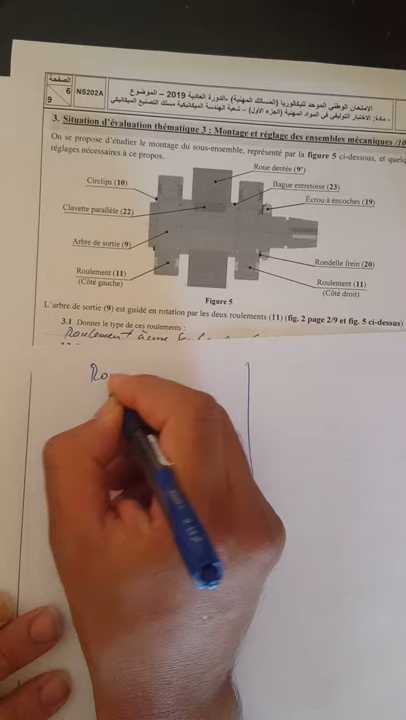 الصفحة
6
9
NS202A
الامتحان الوطني الموحد للبكالوريا (المسالك المهنية) -الدورة العادية 2019 – الموضوع
- مادة: الاختبار التوليفي في المواد المهنية (الجزء الأول) – شعبة الهندسة الميكانيكية مسلك التصنيع الميكانيكي
3. Situation d'évaluation thématique 3 : Montage et réglage des ensembles mécaniques /10
On se propose d'étudier le montage du sous-ensemble, représenté par la figure 5 ci-dessous, et quelq
réglages nécessaires à ce propos.
Roue dentée (9')
Circlips (10)
Bague entretoise (23)
Écrou à encoches (19)
Clavette parallèle (22)
Arbre de sortie (9)
Rondelle frein (20)
Roulement (11)
(Côté gauche)
Roulement (11)
(Côté droit)
Figure 5
L'arbre de sortie (9) est guidé en rotation par les deux roulements (11) (fig. 2 page 2/9 et fig. 5 ci-dessus)
3.1 Donner le type de ces roulements :
Roulement à une
Ro